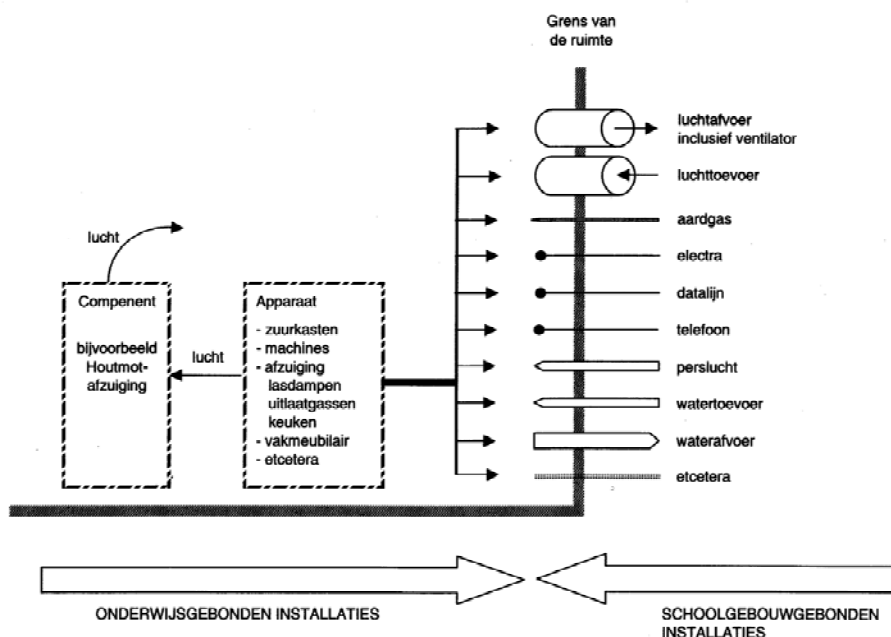 Grens van
de ruimte
luchtafvoer
inclusief ventilator
luchttoevoer
aardgas
electra
datalijn
telefoon
perslucht
watertoevoer
waterafvoer
etcetera
lucht
Compenent
bijvoorbeeld
Houtmot-
afzuiging
lucht
Apparaat
- zuurkasten
- machines
- afzuiging
lasdampen
uitlaatgassen
keuken
- vakmeubilair
- etcetera
ONDERWIJSGEBONDEN INSTALLATIES
SCHOOLGEBOUWGEBONDEN
INSTALLATIES